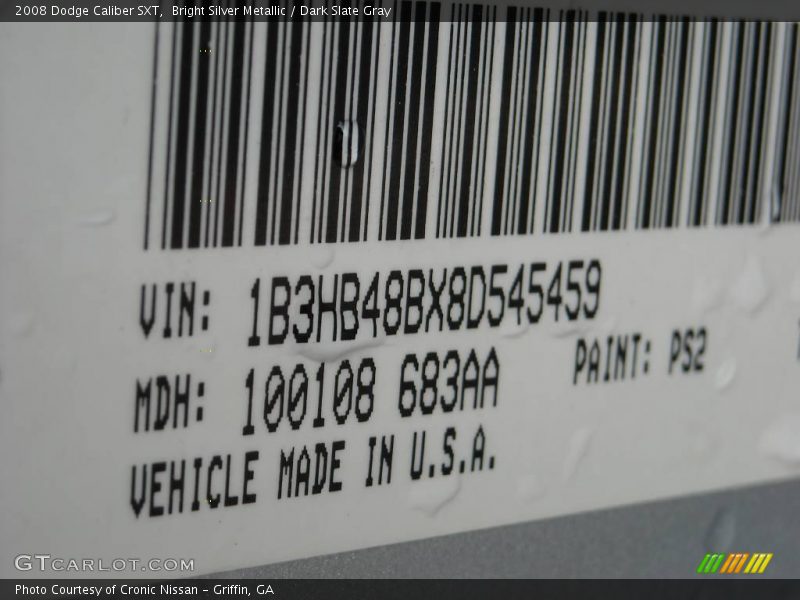 2008 Dodge Caliber SXT,  Bright Silver Metallic / Dark Slate Gray
VIN: 1B3HB48BX8D545459
MDH: 100108 683AA PAINT: PS2
VEHICLE MADE IN U.S.A.
GTCARLOT.COM
Photo Courtesy of Cronic Nissan - Griffin, GA